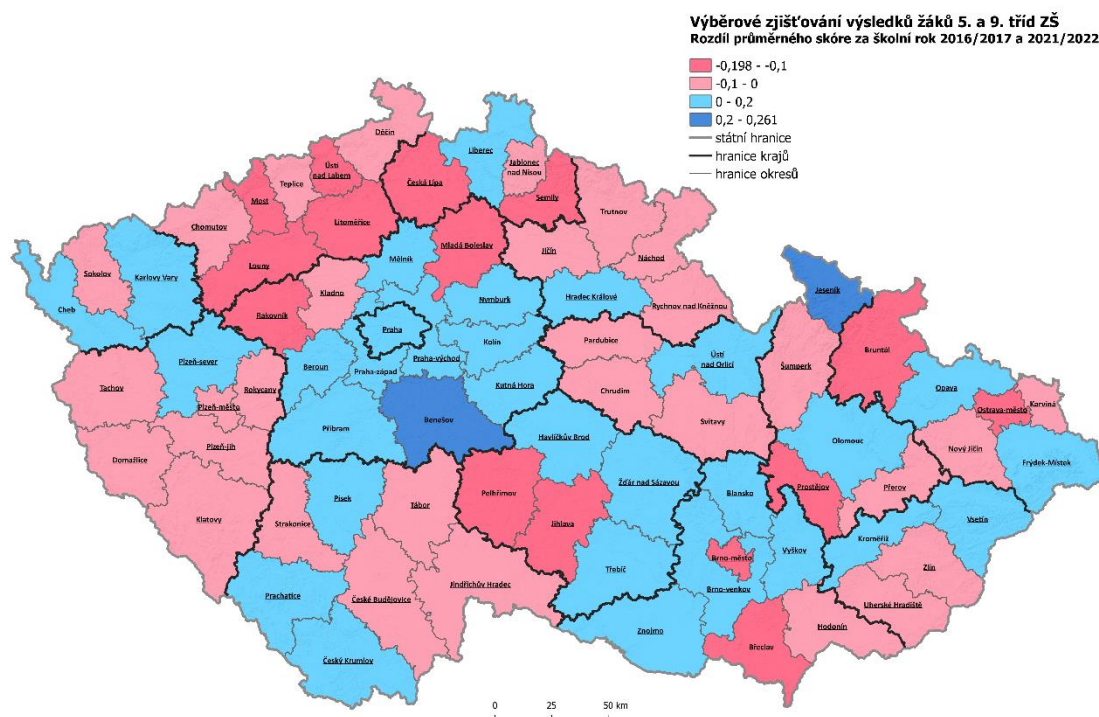 Výběrové zjišťování výsledků žáků 5. a 9. tříd ZŠ
Rozdíl průměrného skóre za školní rok 2016/2017 a 2021/2022
-0,198 - -0,1
-0,1 - 0
0 - 0,2
0,2 - 0,261
státní hranice
hranice krajů
hranice okresů
Děčín
Liberec
Ústí
nad Labem
Teplice
Jablonec
nad Nisou
Česká Lípa
Most
Semily
Litoměřice
Trutnov
Chomutov
Mladá Boleslav
Jičín
Náchod
Louny
Sokolov
Karlovy Vary
Mělník
Jeseník
Kladno
Nymburk
Hradec Králové
Rychnov nad Kněžnou
Cheb
Rakovník
Praha
Kolín
Pardubice
Bruntál
Plzeň-sever
Beroun
Praha-východ
Praha-západ
Ústí
nad Orlicí
Šumperk
Opava
Tachov
Rokycany
Kutná Hora
Chrudim
Karviná
Ostrava-město
Plzeň-město
Benešov
Svitavy
Příbram
Havlíčkův Brod
Olomouc
Plzeň-jih
Nový Jičín
Domažlice
Frýdek-Místek
Žďár nad Sázavou
Přerov
Písek
Tábor
Pelhřimov
Blansko
Prostějov
Klatovy
Strakonice
Jihlava
Vsetín
Kroměříž
Vyškov
Brno-město
Třebíč
Zlín
Jindřichův Hradec
Brno-venkov
Prachatice
České Budějovice
Uherské Hradiště
Hodonín
Znojmo
Břeclav
Český Krumlov
0 25 50 km